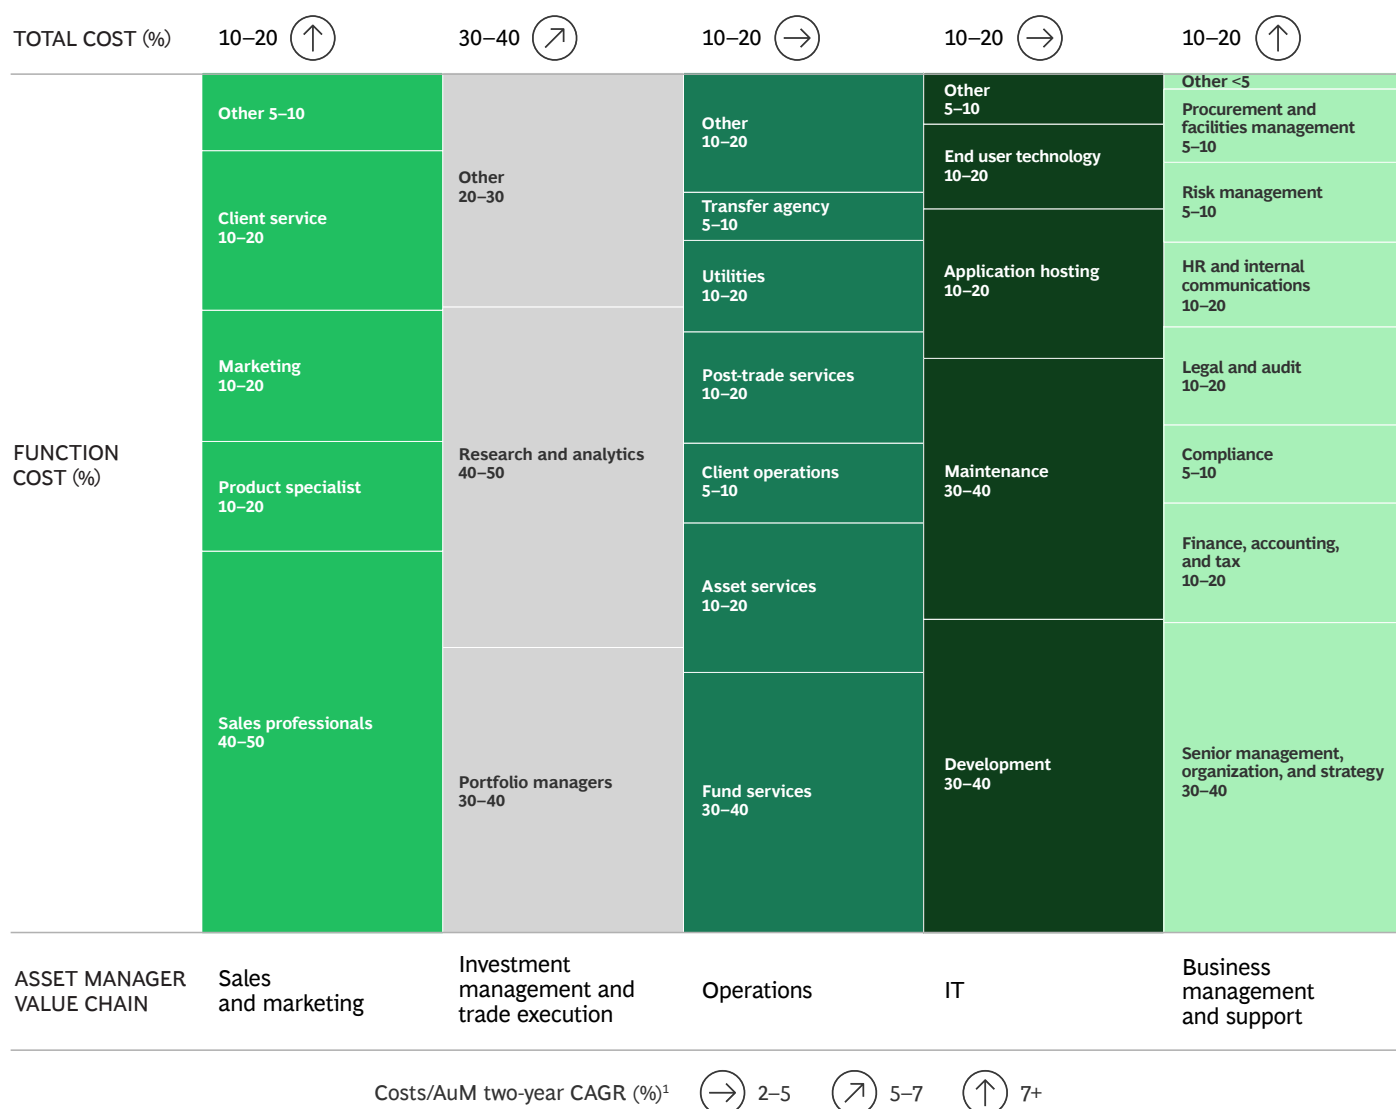 TOTAL COST (%)
10–20
30–40
10–20
10–20
10–20
FUNCTION
COST (%)
Other 5–10
Client service
10–20
Marketing
10–20
Product specialist
10–20
Sales professionals
40–50
Other
20–30
Research and analytics
40–50
Portfolio managers
30–40
Other
10–20
Transfer agency
5–10
Utilities
10–20
Post-trade services
10–20
Client operations
5–10
Asset services
10–20
Fund services
30–40
Other
5–10
End user technology
10–20
Application hosting
10–20
Maintenance
30–40
Development
30–40
Other <5
Procurement and
facilities management
5–10
Risk management
5–10
HR and internal
communications
10–20
Legal and audit
10–20
Compliance
5–10
Finance, accounting,
and tax
10–20
Senior management,
organization, and strategy
30–40
ASSET MANAGER
VALUE CHAIN
Sales
and marketing
Investment
management and
trade execution
Operations
IT
Business
management
and support
Costs/AuM two-year CAGR (%)¹
2–5
5–7
7+